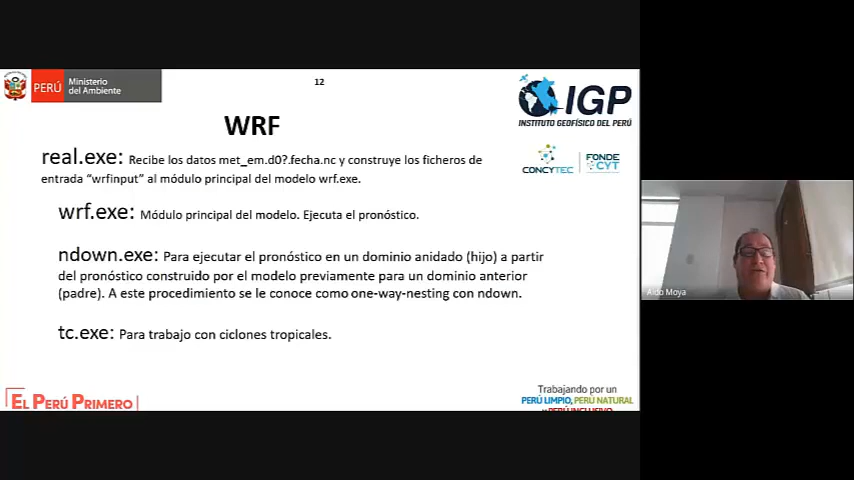 PERÚ
Ministerio
del Ambiente
12
IGP
INSTITUTO GEOFÍSICO DEL PERÚ
WRF
CONCYTEC
FONDE
CYT
real.exe: Recibe los datos met_em.d0?.fecha.nc y construye los ficheros de
entrada “wrfinput” al módulo principal del modelo wrf.exe.
wrf.exe: Módulo principal del modelo. Ejecuta el pronóstico.
ndown.exe: Para ejecutar el pronóstico en un dominio anidado (hijo) a partir
del pronóstico construido por el modelo previamente para un dominio anterior
(padre). A este procedimiento se le conoce como one-way-nesting con ndown.
Aldo Moya
tc.exe: Para trabajo con ciclones tropicales.
EL PERÚ PRIMERO
Trabajando por un
PERÚ LIMPIO, PERÚ NATURAL
y PERÚ INCLUSIVO